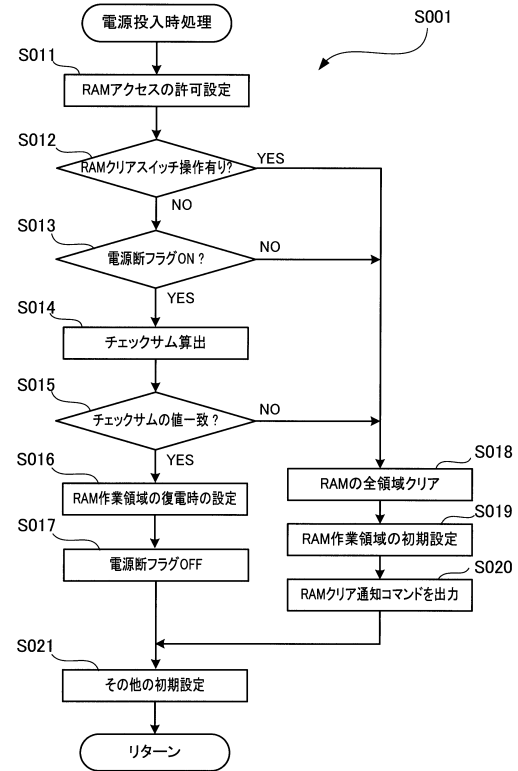 電源投入時処理
S001
S011
RAMアクセスの許可設定
S012
RAMクリアスイッチ操作有り?
YES
NO
S013
電源断フラグON?
NO
YES
S014
チェックサム算出
S015
チェックサムの値一致?
NO
YES
S016
RAM作業領域の復電時の設定
S017
電源断フラグOFF
S018
RAMの全領域クリア
S019
RAM作業領域の初期設定
S020
RAMクリア通知コマンドを出力
S021
その他の初期設定
リターン